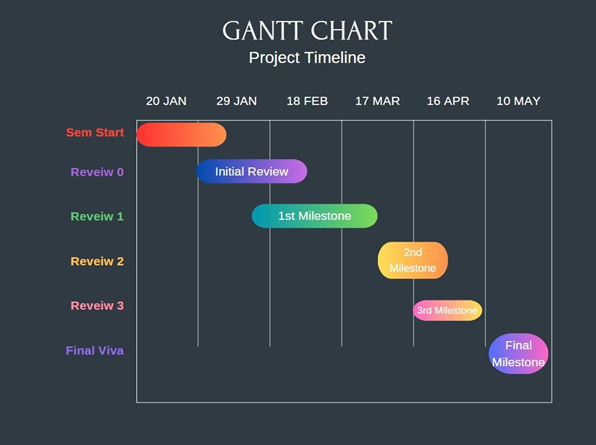 GANTT CHART
Project Timeline
20 JAN 29 JAN 18 FEB 17 MAR 16 APR 10 MAY
Sem Start
Reveiw 0 Initial Review
Reveiw 1 1st Milestone
Reveiw 2 2nd
Milestone
Reveiw 3 3rd Milestone
Final Viva Final
Milestone